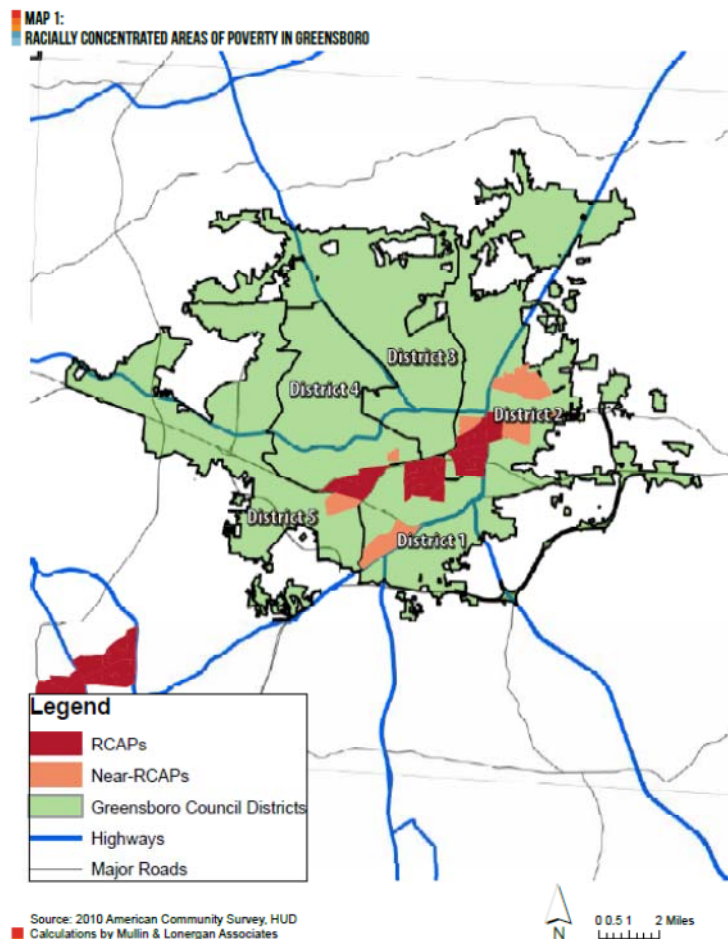 MAP 1:
RACIALLY CONCENTRATED AREAS OF POVERTY IN GREENSBORO
District 3
District 4
District 2
District 5
District 1
Legend
RCAPs
Near-RCAPs
Greensboro Council Districts
Highways
Major Roads
Source: 2010 American Community Survey, HUD
Calculations by Mullin & Lonergan Associates
N
0 0.5 1 2 Miles